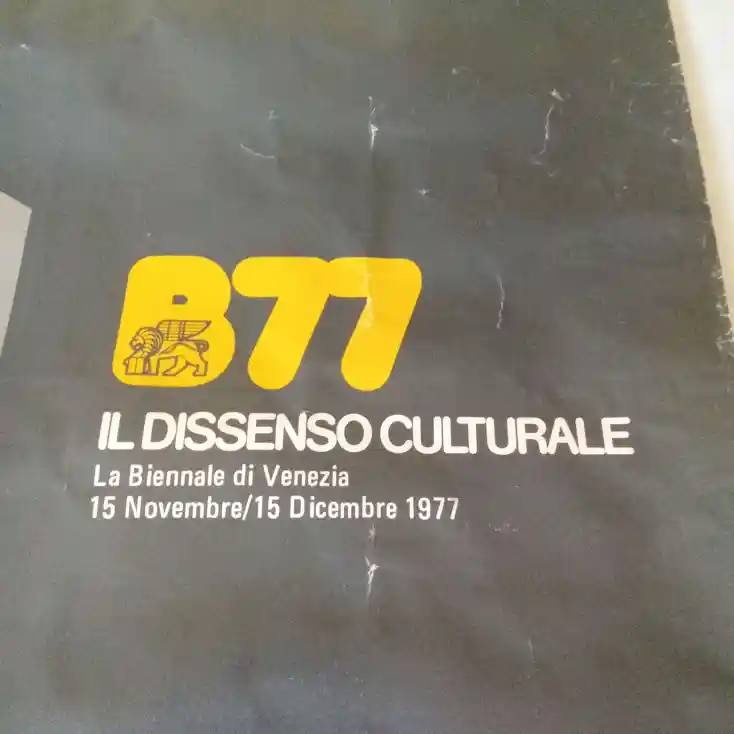 B77
IL DISSENSO CULTURALE
La Biennale di Venezia
15 Novembre/15 Dicembre 1977